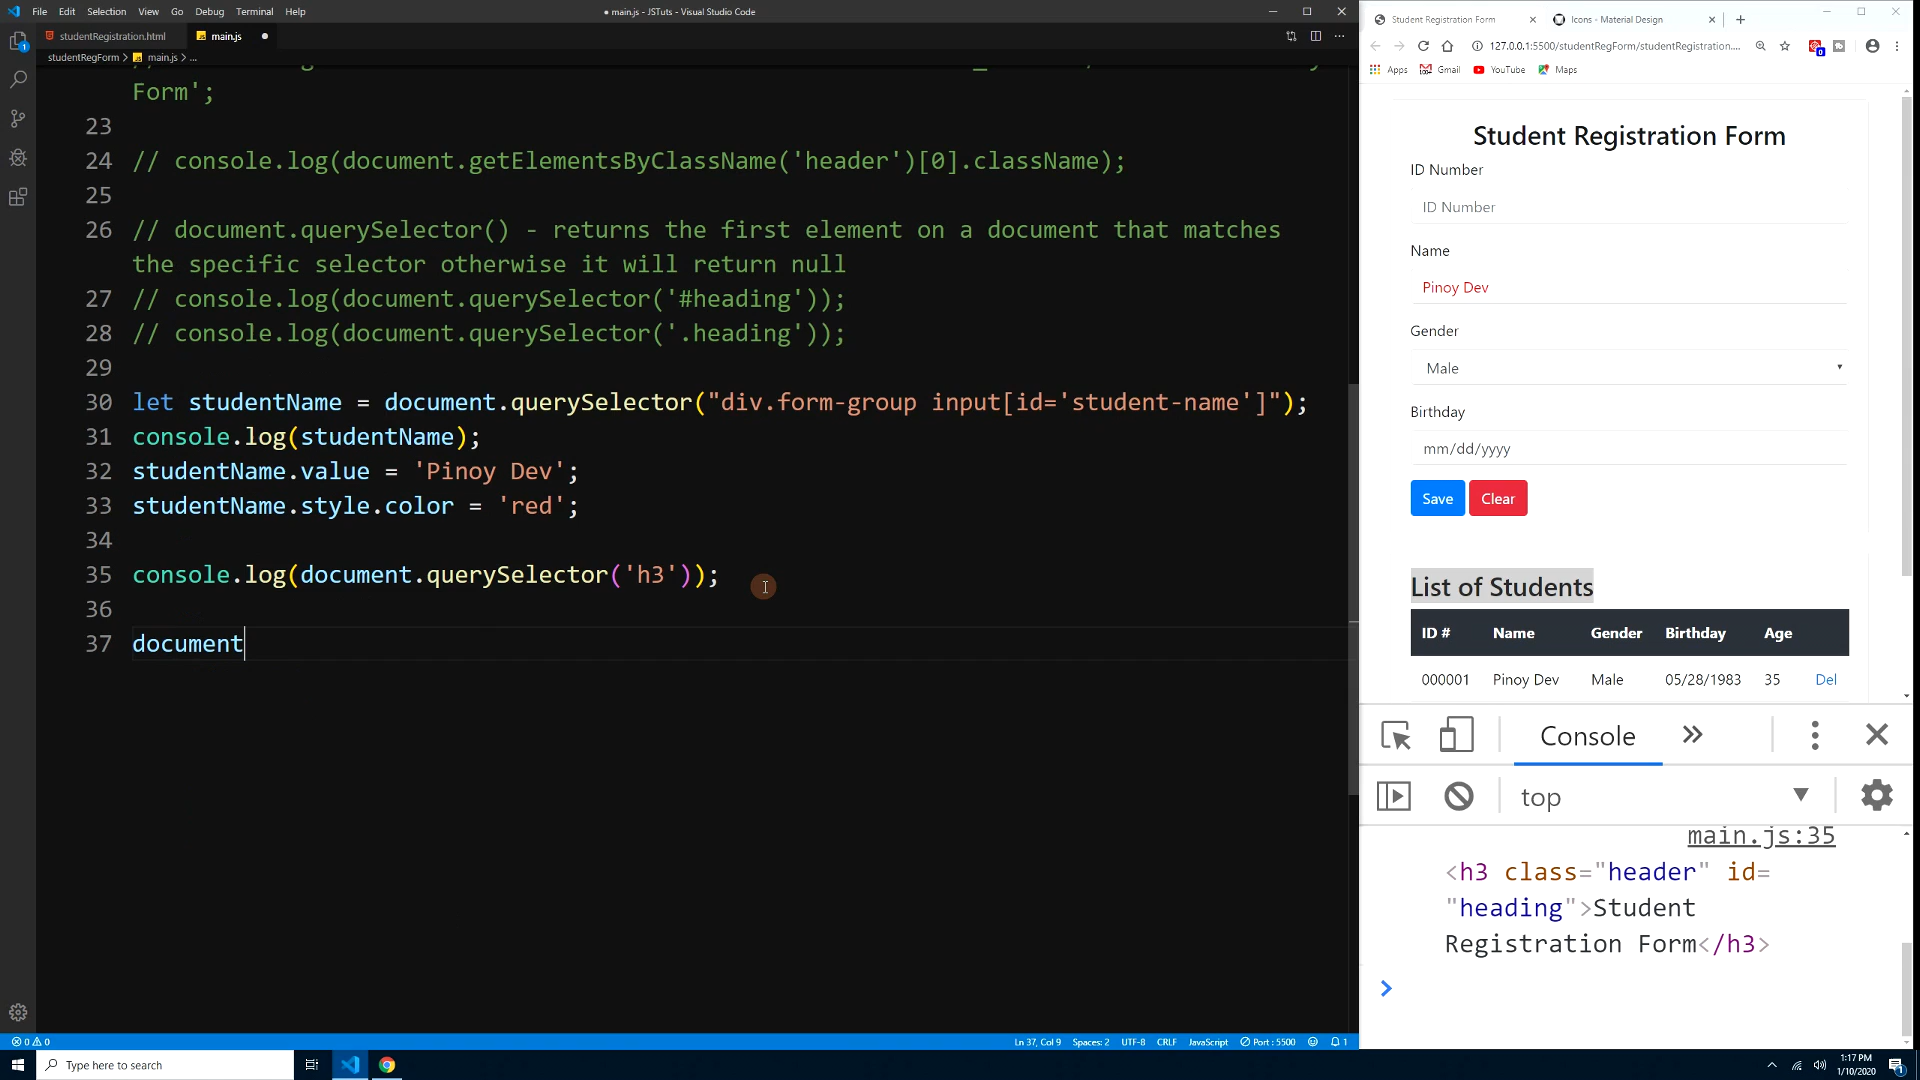 File Edit Selection View Go Debug Terminal Help
● main.js - JSTuts - Visual Studio Code
studentRegistration.html
main.js
studentRegForm > main.js > ...
Form';
23
24 // console.log(document.getElementsByClassName('header')[0].className);
25
26 // document.querySelector() - returns the first element on a document that matches
the specific selector otherwise it will return null
27 // console.log(document.querySelector('#heading'));
28 // console.log(document.querySelector('.heading'));
29
30 let studentName = document.querySelector("div.form-group input[id='student-name']");
31 console.log(studentName);
32 studentName.value = 'Pinoy Dev';
33 studentName.style.color = 'red';
34
35 console.log(document.querySelector('h3'));
36
37 document
0 0
Ln 37, Col 9 Spaces: 2 UTF-8 CRLF JavaScript Port : 5500 1
Student Registration Form
Icons - Material Design
127.0.0.1:5500/studentRegForm/studentRegistration....
Apps Gmail YouTube Maps
Student Registration Form
ID Number
ID Number
Name
Pinoy Dev
Gender
Male
Birthday
mm/dd/yyyy
Save Clear
List of Students
ID # Name Gender Birthday Age
000001 Pinoy Dev Male 05/28/1983 35 Del
Console
top
main.js:35
<h3 class="header" id=
"heading">Student
Registration Form</h3>
Type here to search
1:17 PM
1/10/2020